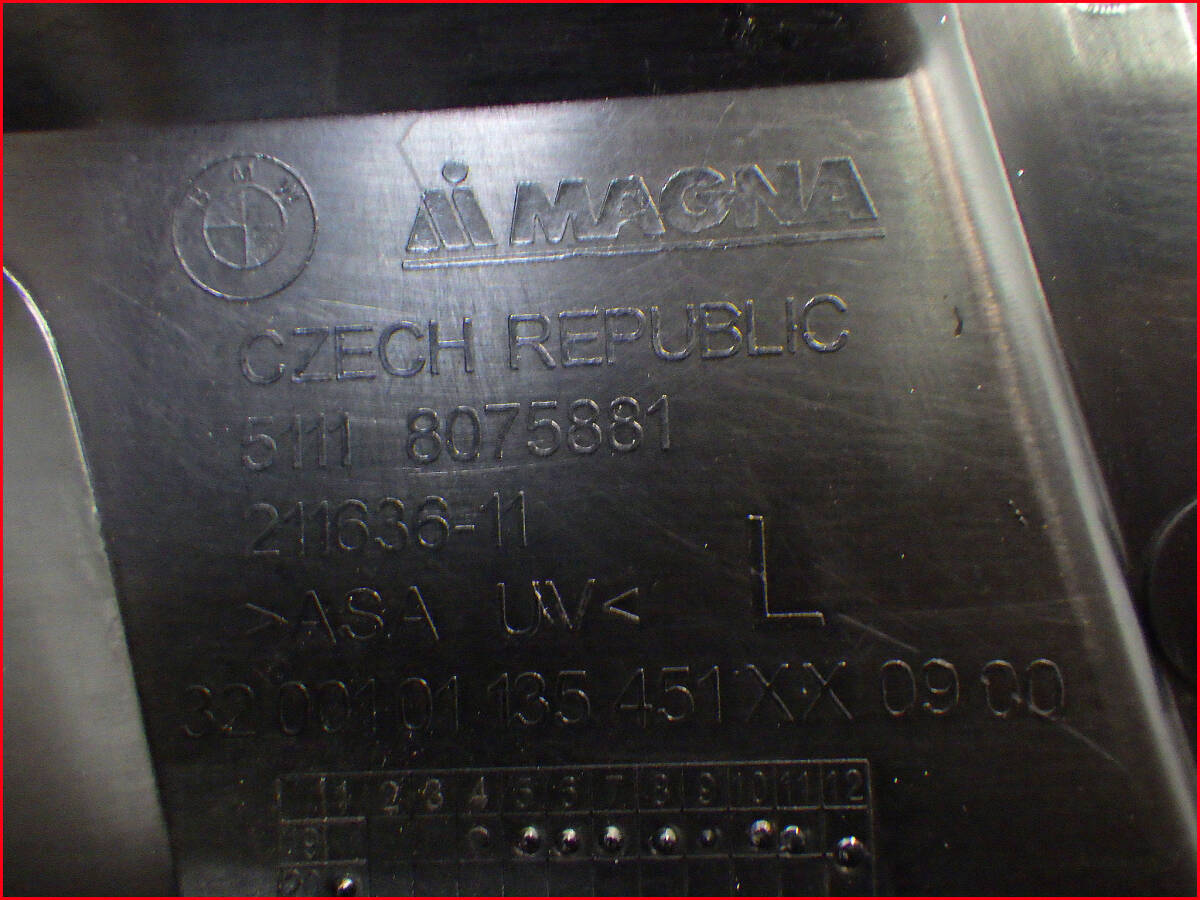 BMW
MAGNA
CZECH REPUBLIC
5111 8075881
211636-11
>ASA UV<
L
32 001 01 135 451 XX 09 00
1 2 3 4 5 6 7 8 9 10 11 12